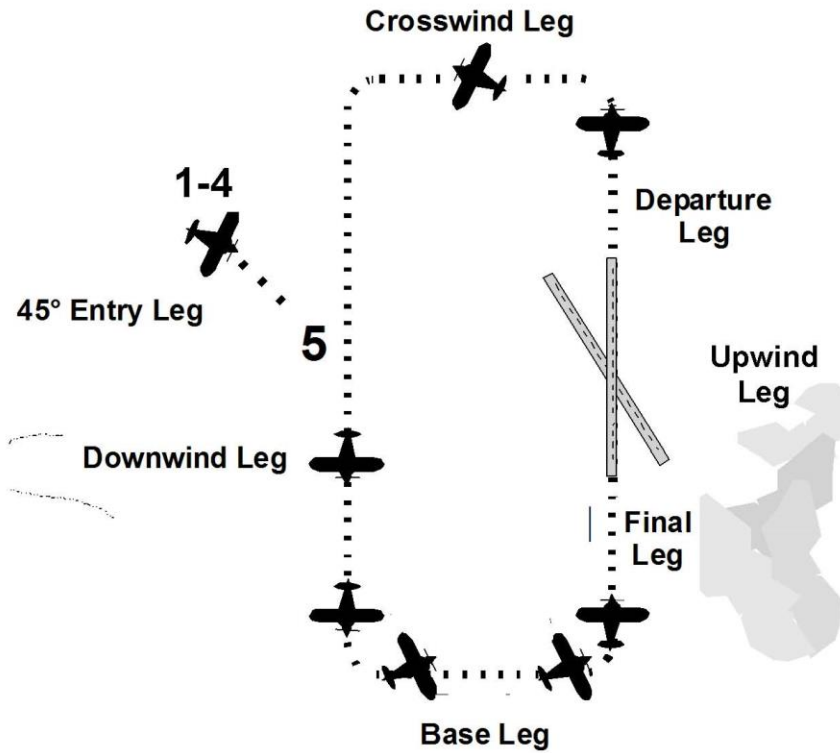 Crosswind Leg
1-4
Departure
Leg
45° Entry Leg
5
Upwind
Leg
Downwind Leg
Final
Leg
Base Leg